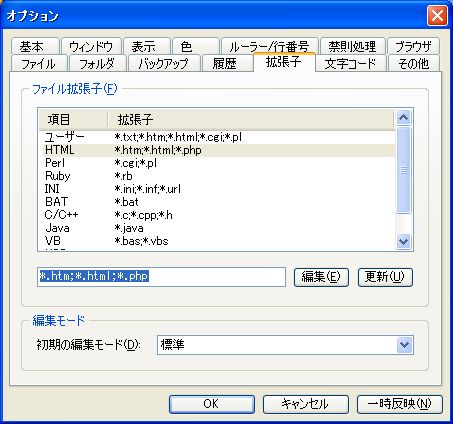 オプション
基本 ウィンドウ 表示 色 ルーラー/行番号 禁則処理 ブラウザ
ファイル フォルダ バックアップ 履歴 拡張子 文字コード その他
ファイル拡張子(F)
項目 拡張子
ユーザー *.txt;*.htm;*.html;*.cgi;*.pl
HTML *.htm;*.html;*.php
Perl *.cgi;*.pl
Ruby *.rb
INI *.ini;*.inf;*.url
BAT *.bat
C/C++ *.c;*.cpp;*.h
Java *.java
VB *.bas;*.vbs
*.htm;*.html;*.php 編集(E) 更新(U)
編集モード
初期の編集モード(D): 標準
OK キャンセル 一時反映(N)